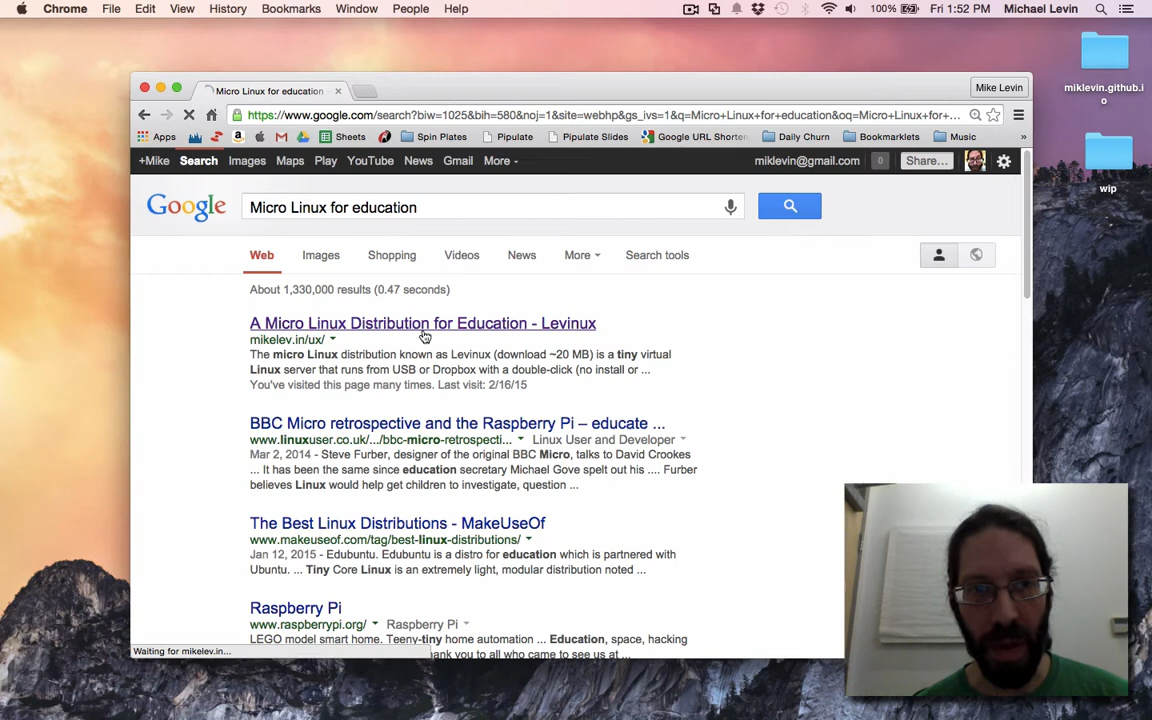 Chrome File Edit View History Bookmarks Window People Help 100% Fri 1:52 PM Michael Levin
miklevin.github.i
o
wip
Micro Linux for education
Mike Levin
https://www.google.com/search?biw=1025&bih=580&noj=1&site=webhp&gs_ivs=1&q=Micro+Linux+for+education&oq=Micro+Linux+for+...
Apps Sheets Spin Plates Pipulate Pipulate Slides Google URL Shorten.. Daily Churn Bookmarklets Music »
+Mike Search Images Maps Play YouTube News Gmail More miklevin@gmail.com 0 Share...
Google Micro Linux for education
Web Images Shopping Videos News More Search tools
About 1,330,000 results (0.47 seconds)
A Micro Linux Distribution for Education - Levinux
mikelev.in/ux/
The micro Linux distribution known as Levinux (download ~20 MB) is a tiny virtual
Linux server that runs from USB or Dropbox with a double-click (no install or ...
You've visited this page many times. Last visit: 2/16/15
BBC Micro retrospective and the Raspberry Pi – educate ...
www.linuxuser.co.uk/.../bbc-micro-retrospecti... Linux User and Developer
Mar 2, 2014 - Steve Furber, designer of the original BBC Micro, talks to David Crookes
... It has been the same since education secretary Michael Gove spelt out his .... Furber
believes Linux would help get children to investigate, question ...
The Best Linux Distributions - MakeUseOf
www.makeuseof.com/tag/best-linux-distributions/
Jan 12, 2015 - Edubuntu. Edubuntu is a distro for education which is partnered with
Ubuntu. ... Tiny Core Linux is an extremely light, modular distribution noted ...
Raspberry Pi
www.raspberrypi.org/ Raspberry Pi
LEGO model smart home. Teeny-tiny home automation ... Education, space, hacking
hank you to all who came to see us at ...
Waiting for mikelev.in...